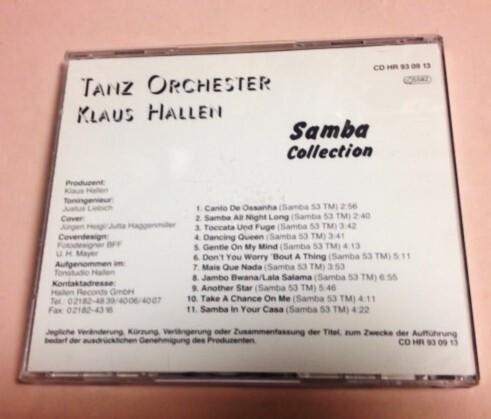 CD HR 93 09 13
TANZ ORCHESTER
KLAUS HALLEN
Samba
Collection
Produzent:
Klaus Hallen
Toningenieur:
Justus Liebich
Cover:
Jürgen Heigl/Jutta Haggenmiller
Coverdesign:
Fotodesigner BFF
U. H. Mayer
Aufgenommen im:
Tonstudio Hallen
Kontaktadresse:
Hallen Records GmbH
Tel.: 02182-4839/4006/4007
Fax: 02182-4316
1. Canto De Ossanha (Samba 53 TM) 2:56
2. Samba All Night Long (Samba 53 TM) 2:40
3. Toccata Und Fuge (Samba 53 TM) 3:42
4. Dancing Queen (Samba 53 TM) 3:41
5. Gentle On My Mind (Samba 53 TM) 4:13
6. Don't You Worry 'Bout A Thing (Samba 53 TM) 5:11
7. Mais Que Nada (Samba 53 TM) 3:53
8. Jambo Bwana/Lala Salama (Samba 53 TM) 6:55
9. Another Star (Samba 53 TM) 5:46
10. Take A Chance On Me (Samba 53 TM) 4:11
11. Samba In Your Casa (Samba 53 TM) 4:22
Jegliche Veränderung, Kürzung, Verlängerung oder Zusammenfassung der Titel, zum Zwecke der Aufführung
bedarf der ausdrücklichen Genehmigung des Produzenten.
CD HR 93 09 13